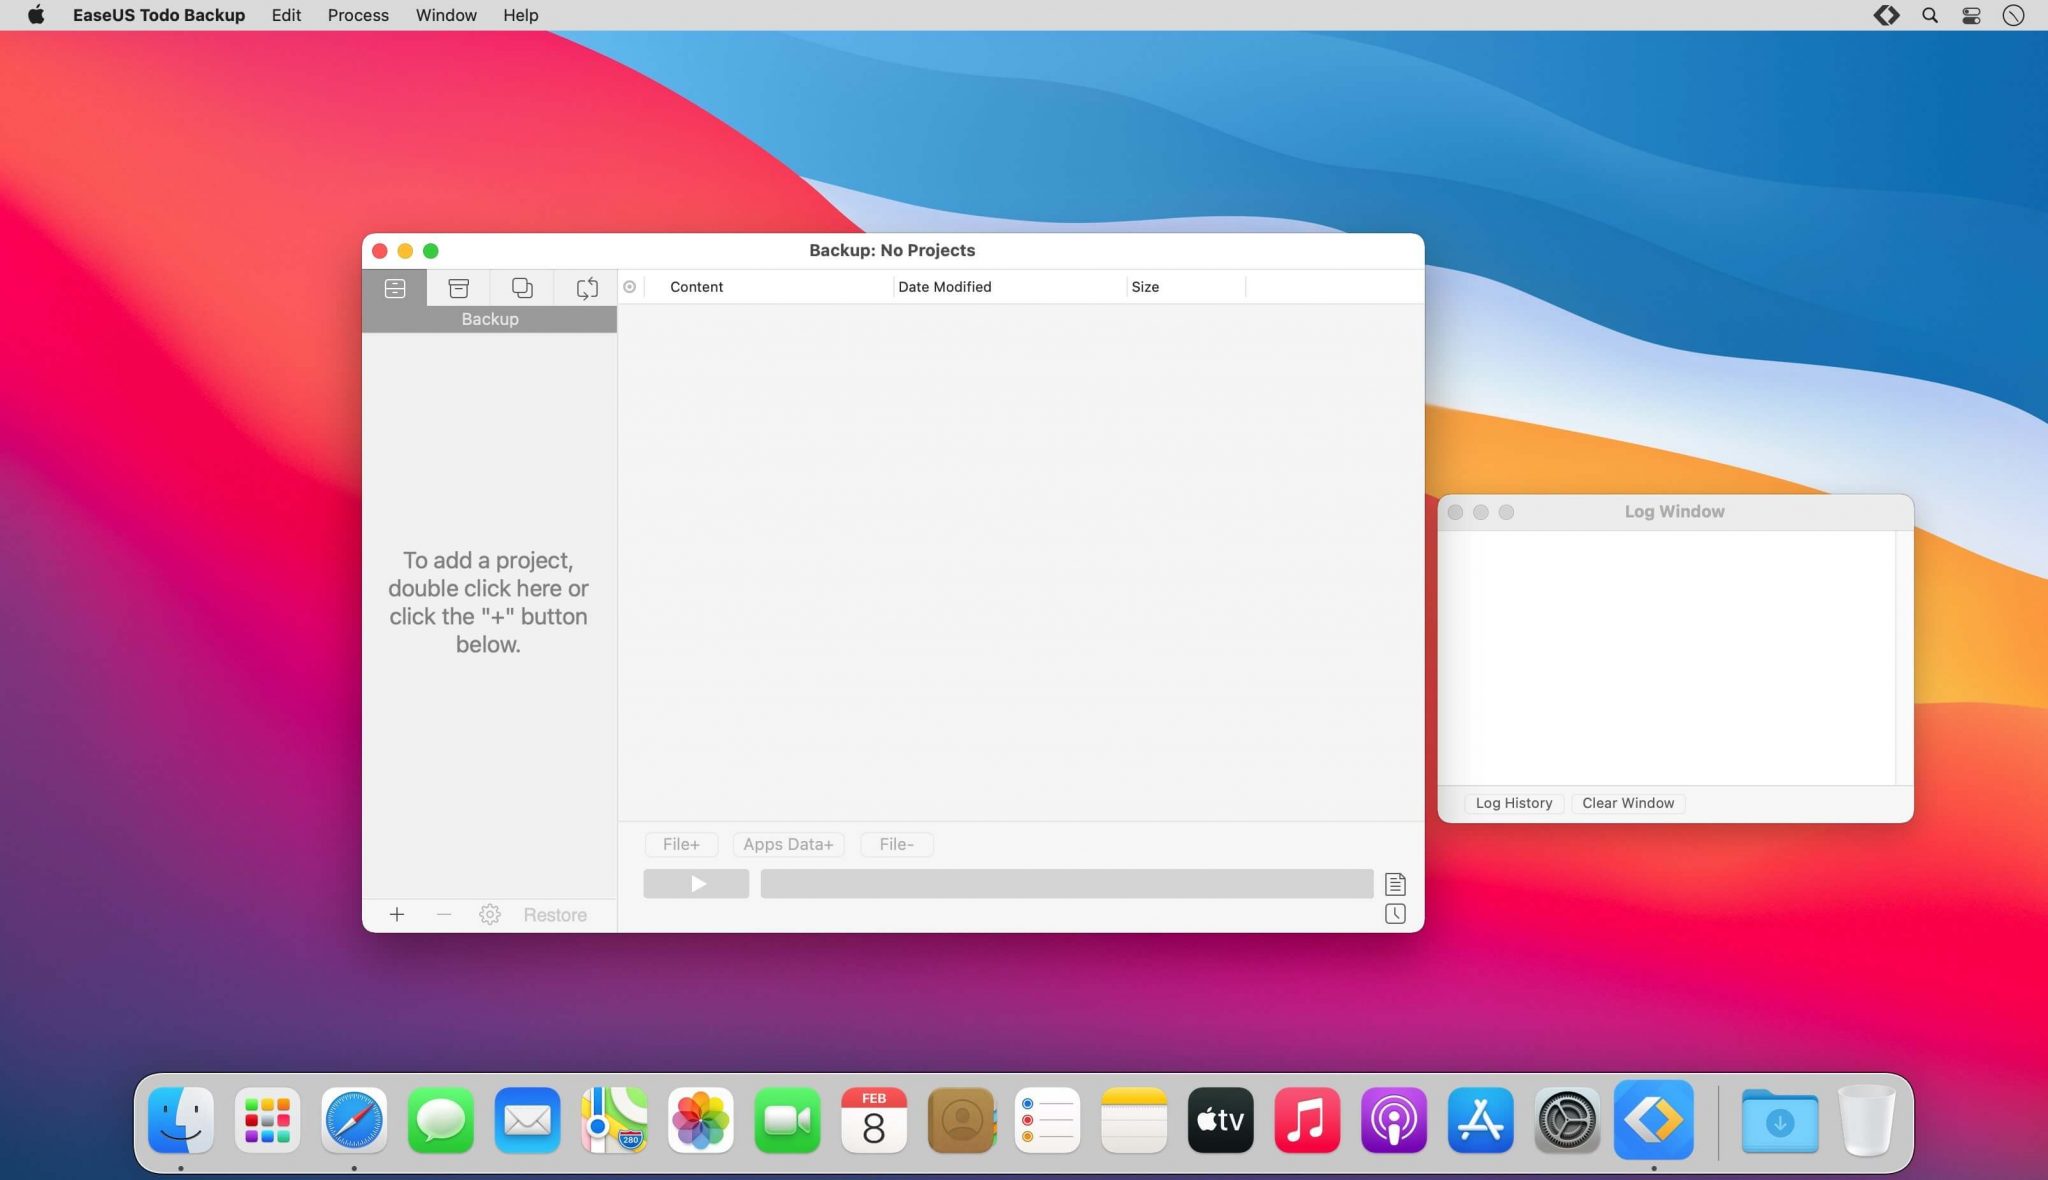 EaseUS Todo Backup Edit Process Window Help
Backup: No Projects
Content Date Modified Size
Backup
To add a project,
double click here or
click the "+" button
below.
File+ Apps Data+ File-
+ − Restore
Log Window
Log History Clear Window
280
FEB
8
tv